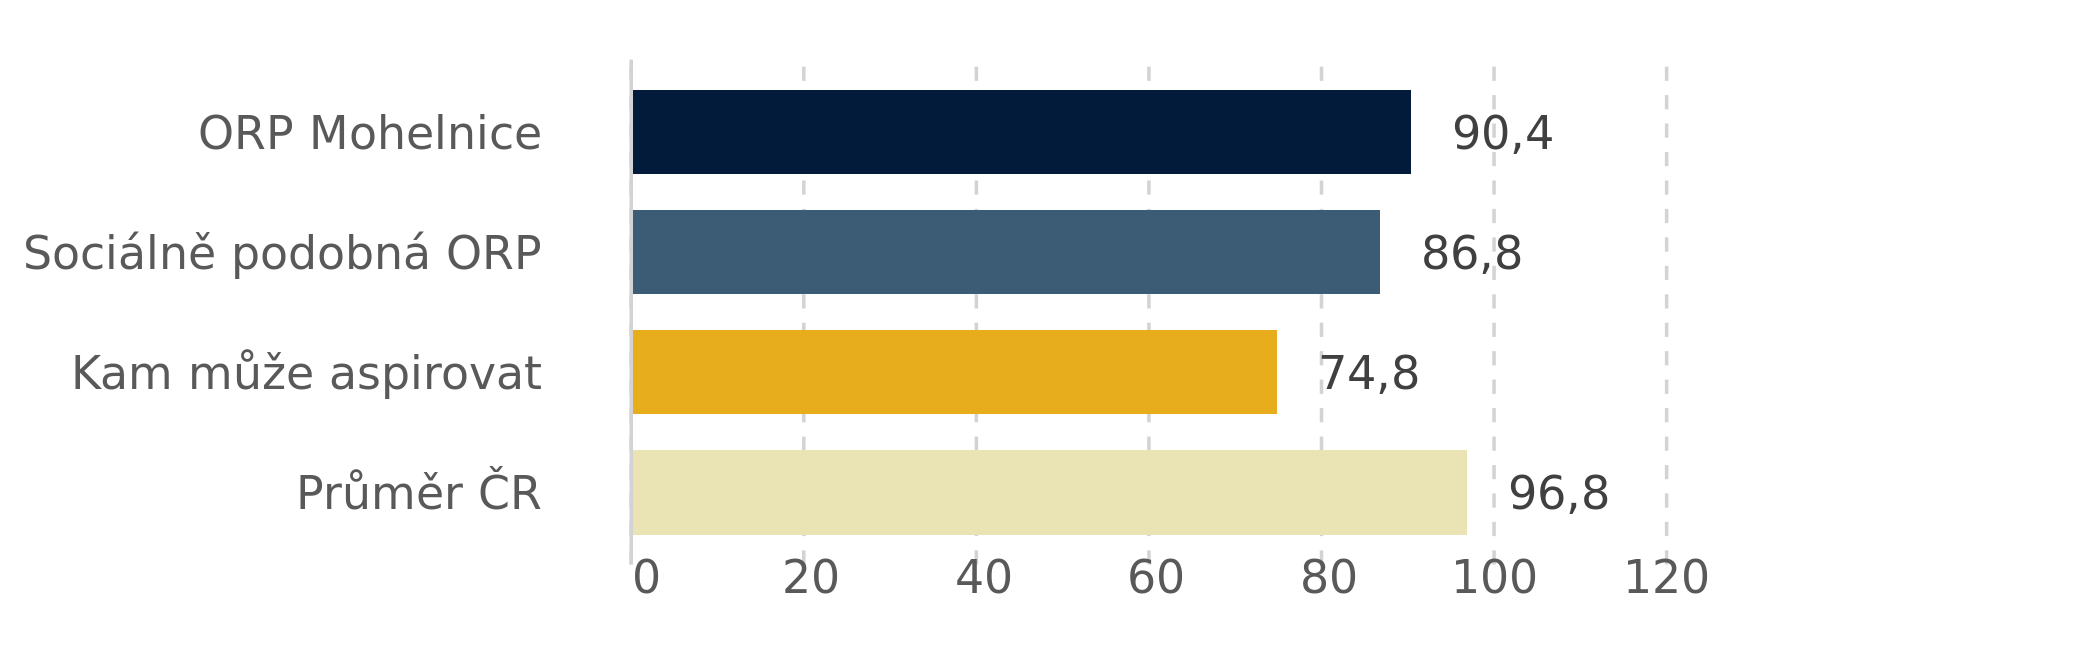 ORP Mohelnice 90,4
Sociálně podobná ORP 86,8
Kam může aspirovat 74,8
Průměr ČR 96,8
0 20 40 60 80 100 120